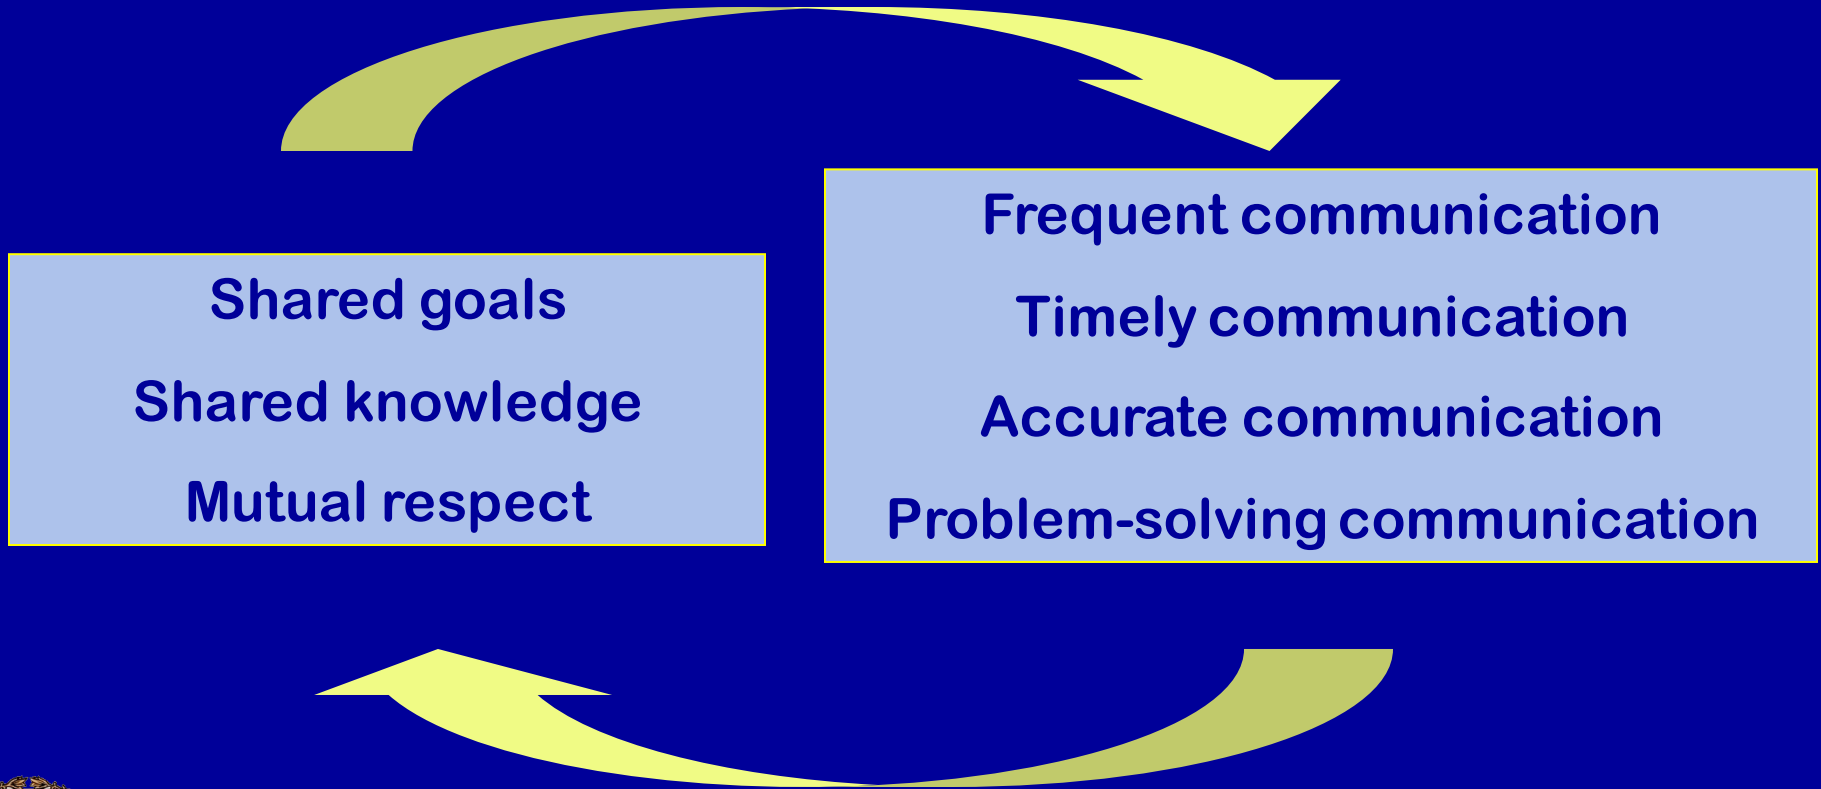 Shared goals
Shared knowledge
Mutual respect
Frequent communication
Timely communication
Accurate communication
Problem-solving communication